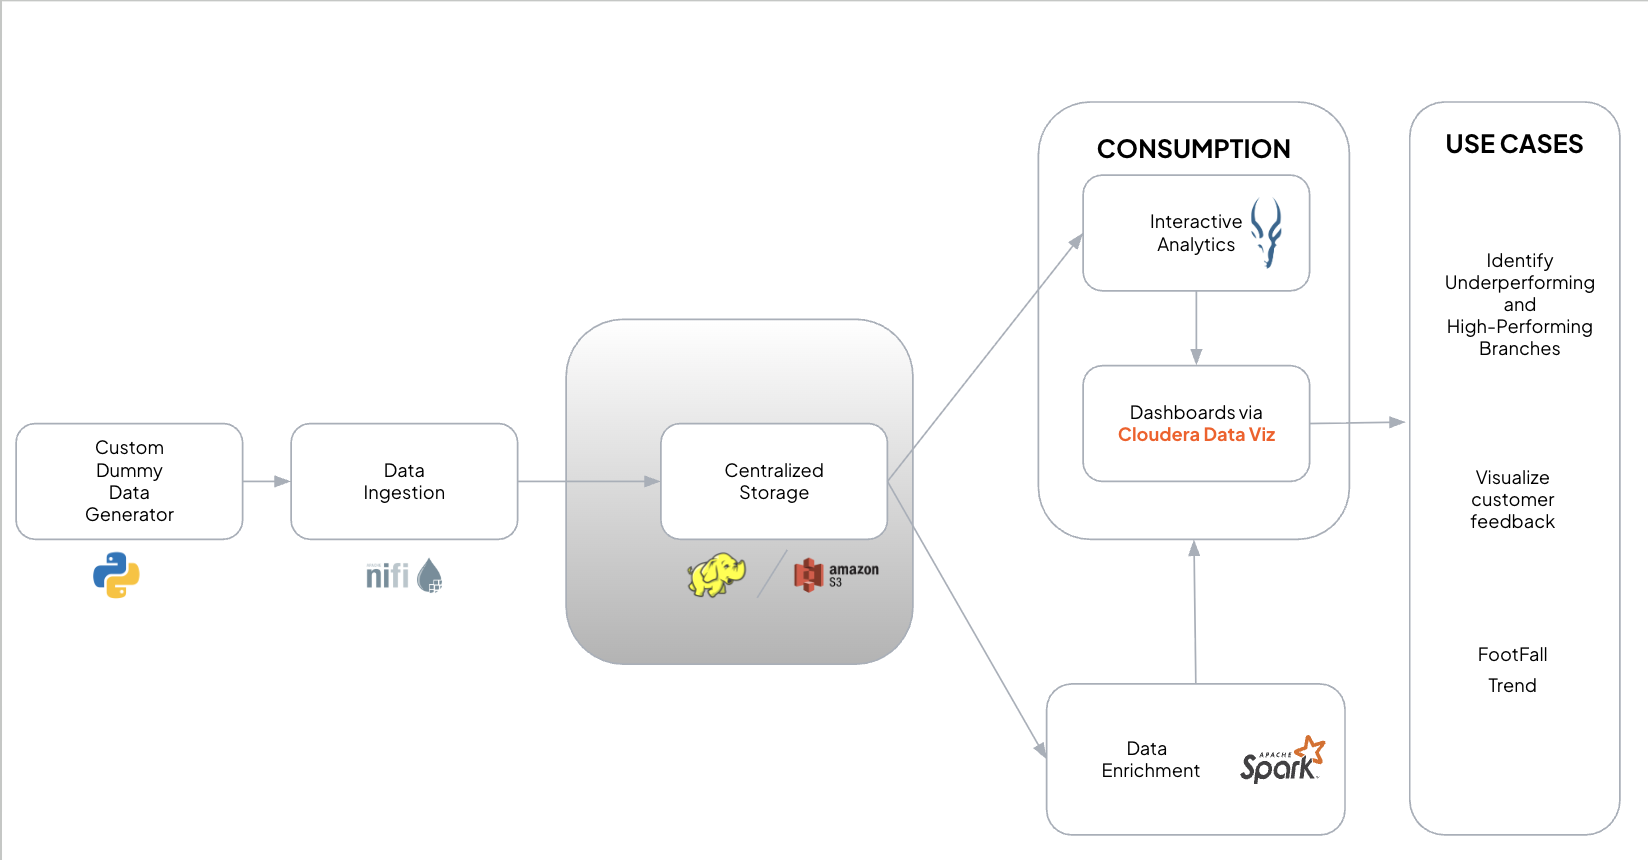 Custom
Dummy
Data
Generator
Data
Ingestion
nifi
Centralized
Storage
amazon
S3
CONSUMPTION
Interactive
Analytics
Dashboards via
Cloudera Data Viz
Data
Enrichment
APACHE
Spark
USE CASES
Identify
Underperforming
and
High-Performing
Branches
Visualize
customer
feedback
FootFall
Trend